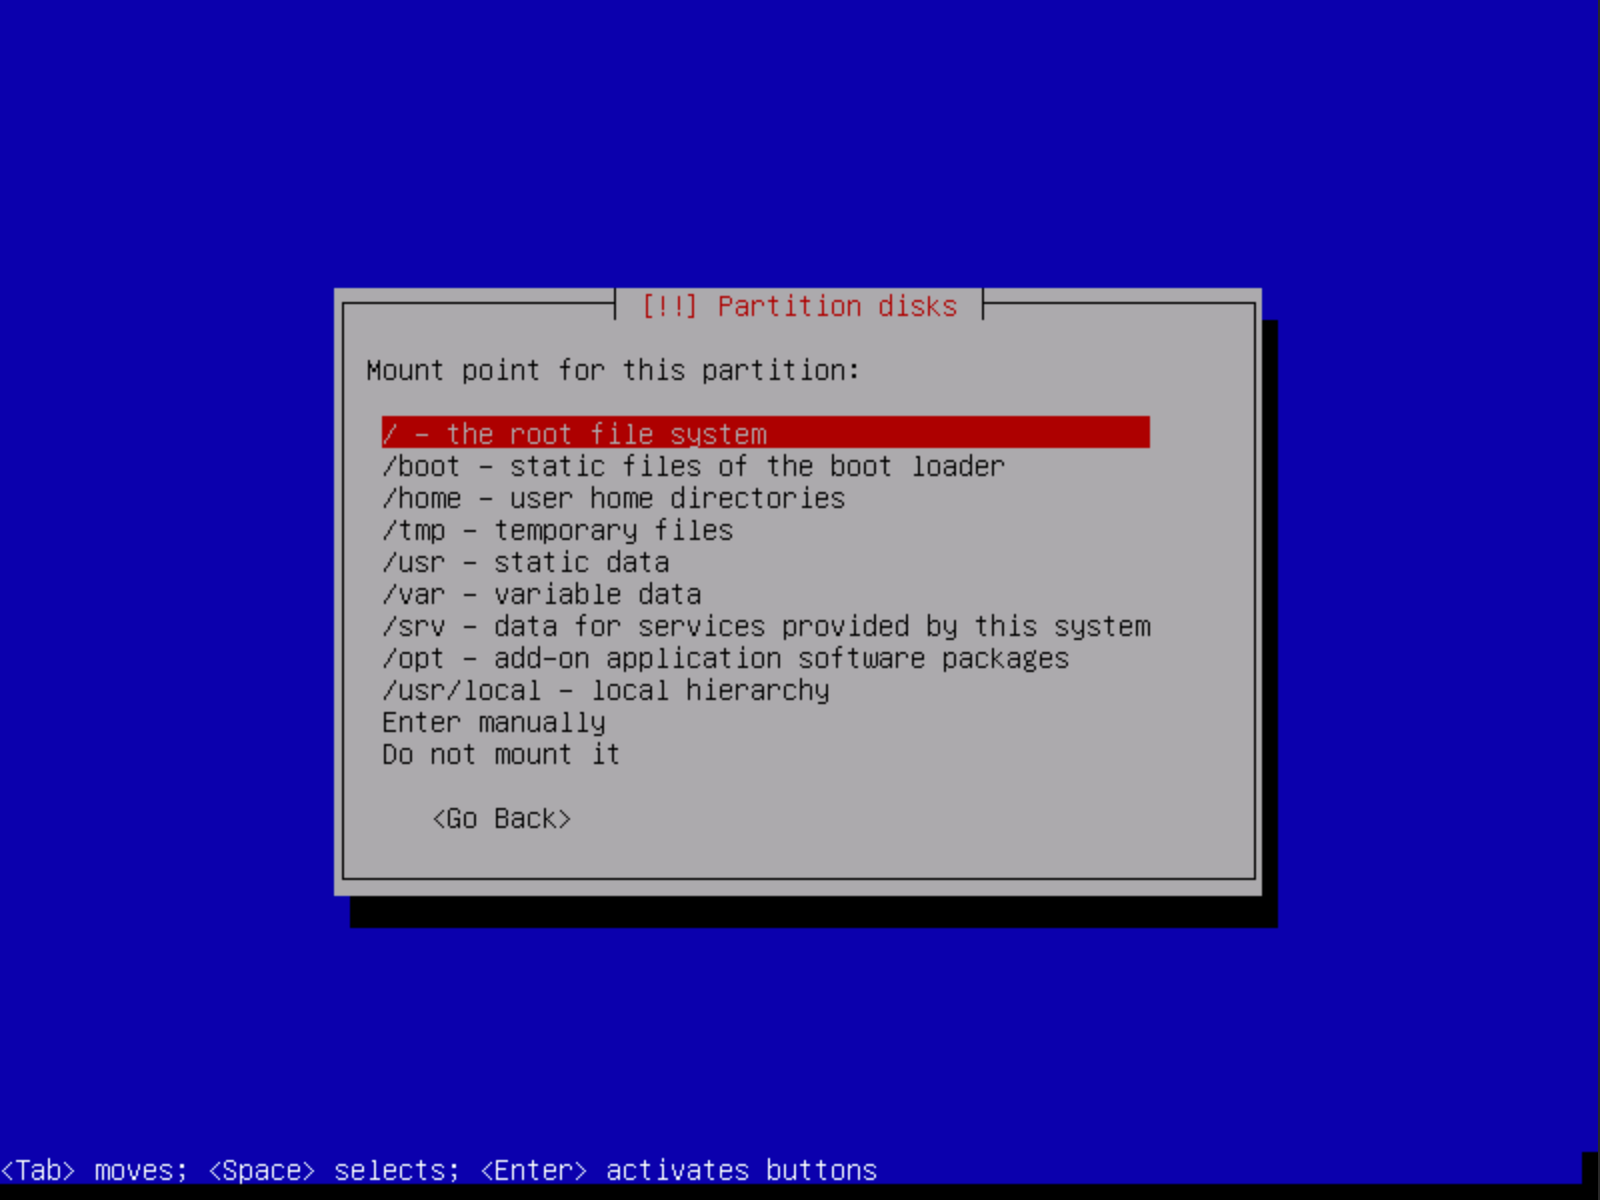 [!!] Partition disks
Mount point for this partition:
/ - the root file system
/boot - static files of the boot loader
/home - user home directories
/tmp - temporary files
/usr - static data
/var - variable data
/srv - data for services provided by this system
/opt - add-on application software packages
/usr/local - local hierarchy
Enter manually
Do not mount it
<Go Back>
<Tab> moves; <Space> selects; <Enter> activates buttons